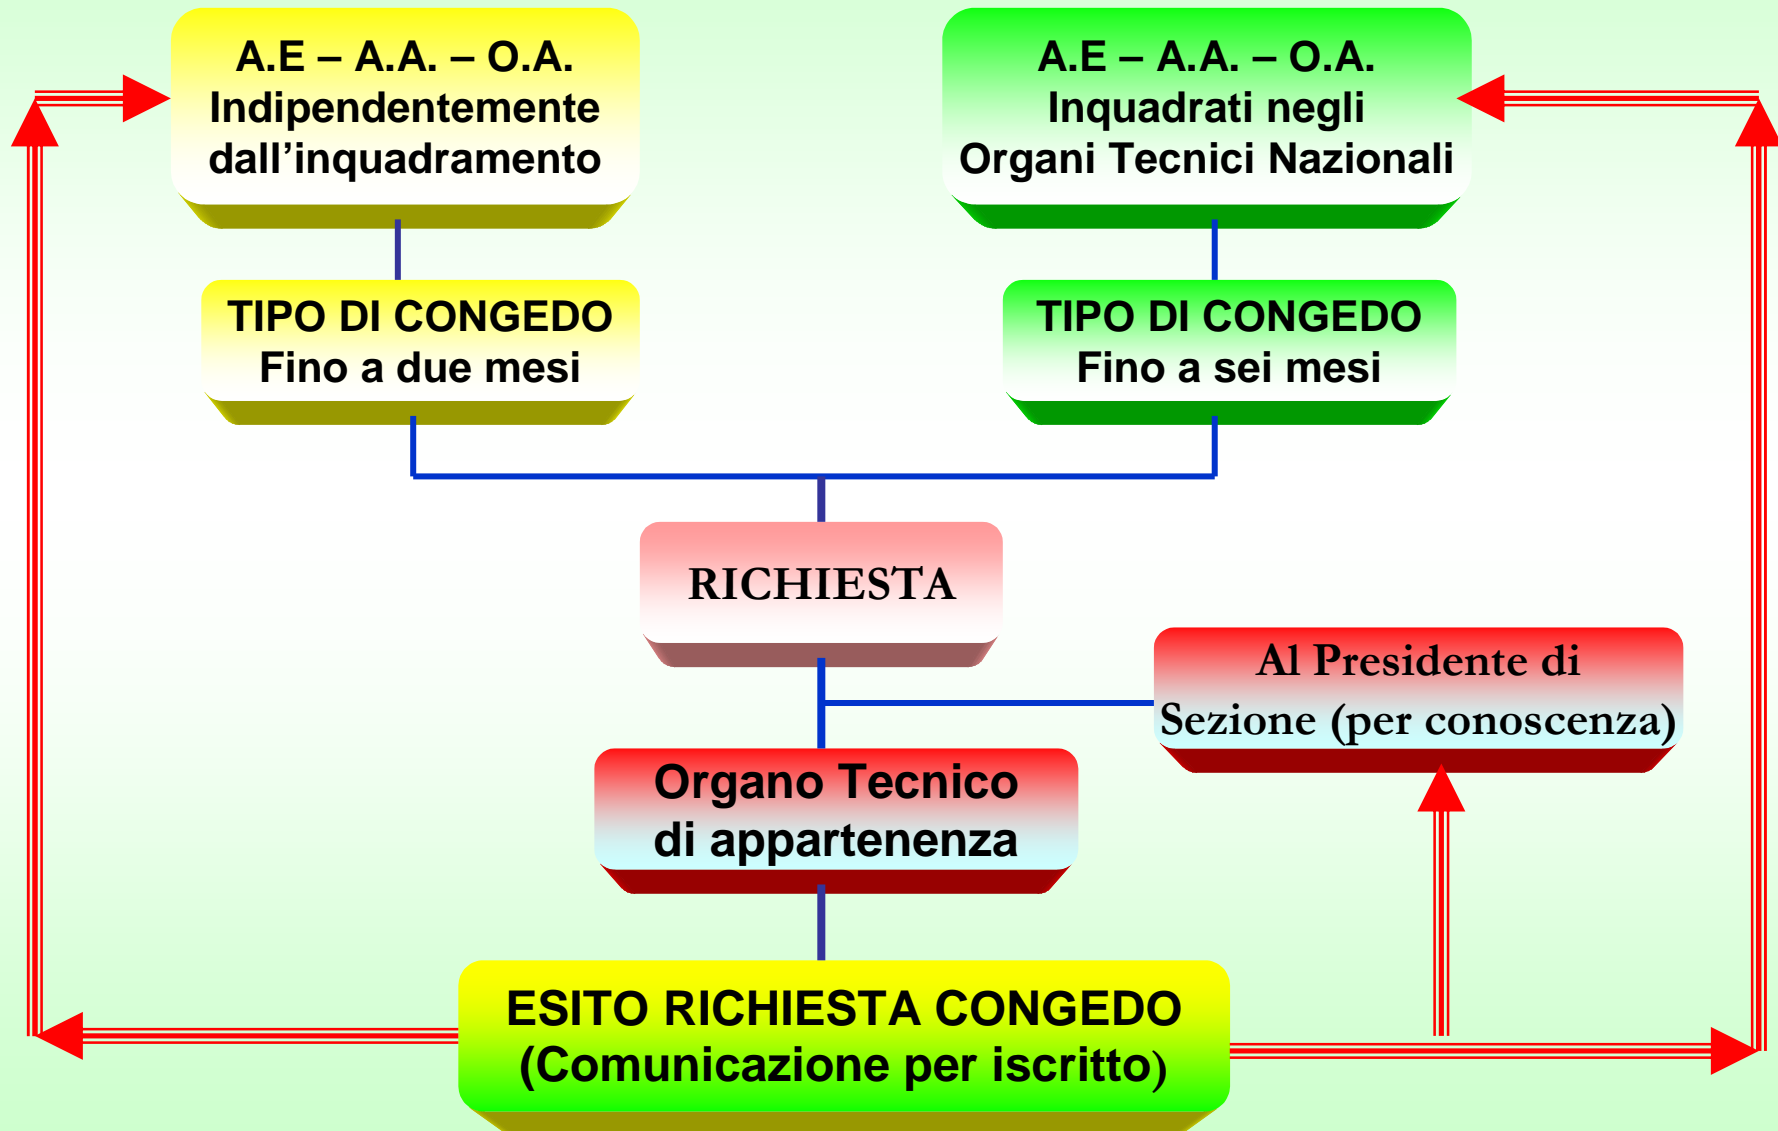 A.E – A.A. – O.A.
Indipendentemente
dall’inquadramento
A.E – A.A. – O.A.
Inquadrati negli
Organi Tecnici Nazionali
TIPO DI CONGEDO
Fino a due mesi
TIPO DI CONGEDO
Fino a sei mesi
RICHIESTA
Al Presidente di
Sezione (per conoscenza)
Organo Tecnico
di appartenenza
ESITO RICHIESTA CONGEDO
(Comunicazione per iscritto)